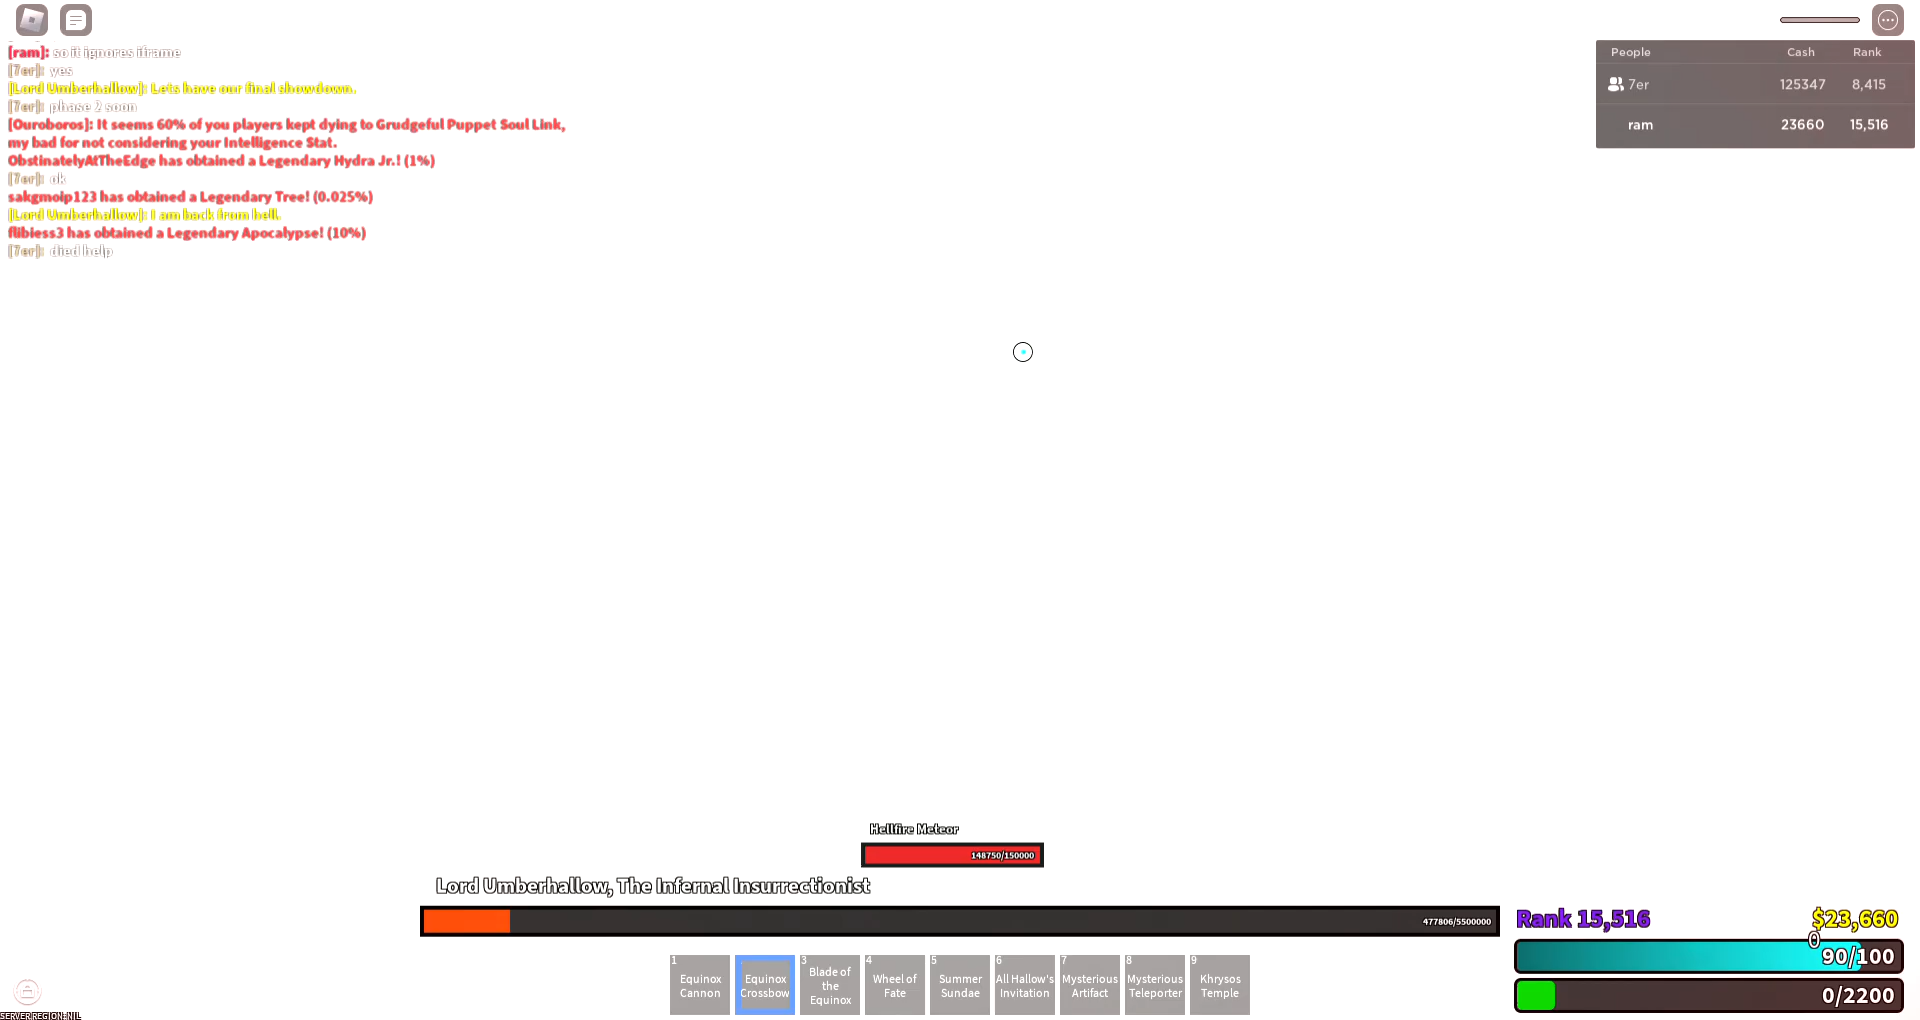 [ram]: so it ignores iframe
[7er]: yes
[Lord Umberhallow]: Lets have our final showdown.
[7er]: phase 2 soon
[Ouroboros]: It seems 60% of you players kept dying to Grudgeful Puppet Soul Link,
my bad for not considering your Intelligence Stat.
ObstinatelyAtTheEdge has obtained a Legendary Hydra Jr.! (1%)
[7er]: ok
sakgmoip123 has obtained a Legendary Tree! (0.025%)
[Lord Umberhallow]: I am back from hell.
flibiess3 has obtained a Legendary Apocalypse! (10%)
[7er]: died help
People Cash Rank
7er 125347 8,415
ram 23660 15,516
Hellfire Meteor
148750/150000
Lord Umberhallow, The Infernal Insurrectionist
477806/5500000
Rank 15,516 $23,660
0
90/100
0/2200
1 Equinox Cannon
Equinox Crossbow
3 Blade of the Equinox
4 Wheel of Fate
5 Summer Sundae
6 All Hallow's Invitation
7 Mysterious Artifact
8 Mysterious Teleporter
9 Khrysos Temple
SERVER REGION: NIL